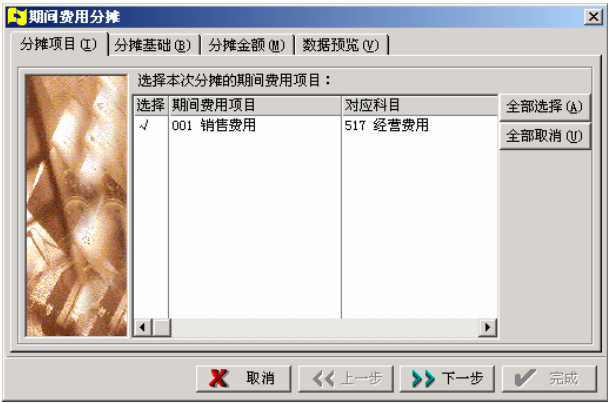 期间费用分摊
分摊项目(I) 分摊基础(B) 分摊金额(M) 数据预览(V)
选择本次分摊的期间费用项目:
选择 期间费用项目 对应科目
√ 001 销售费用 517 经营费用
全部选择(A)
全部取消(U)
取消 上一步 下一步 完成